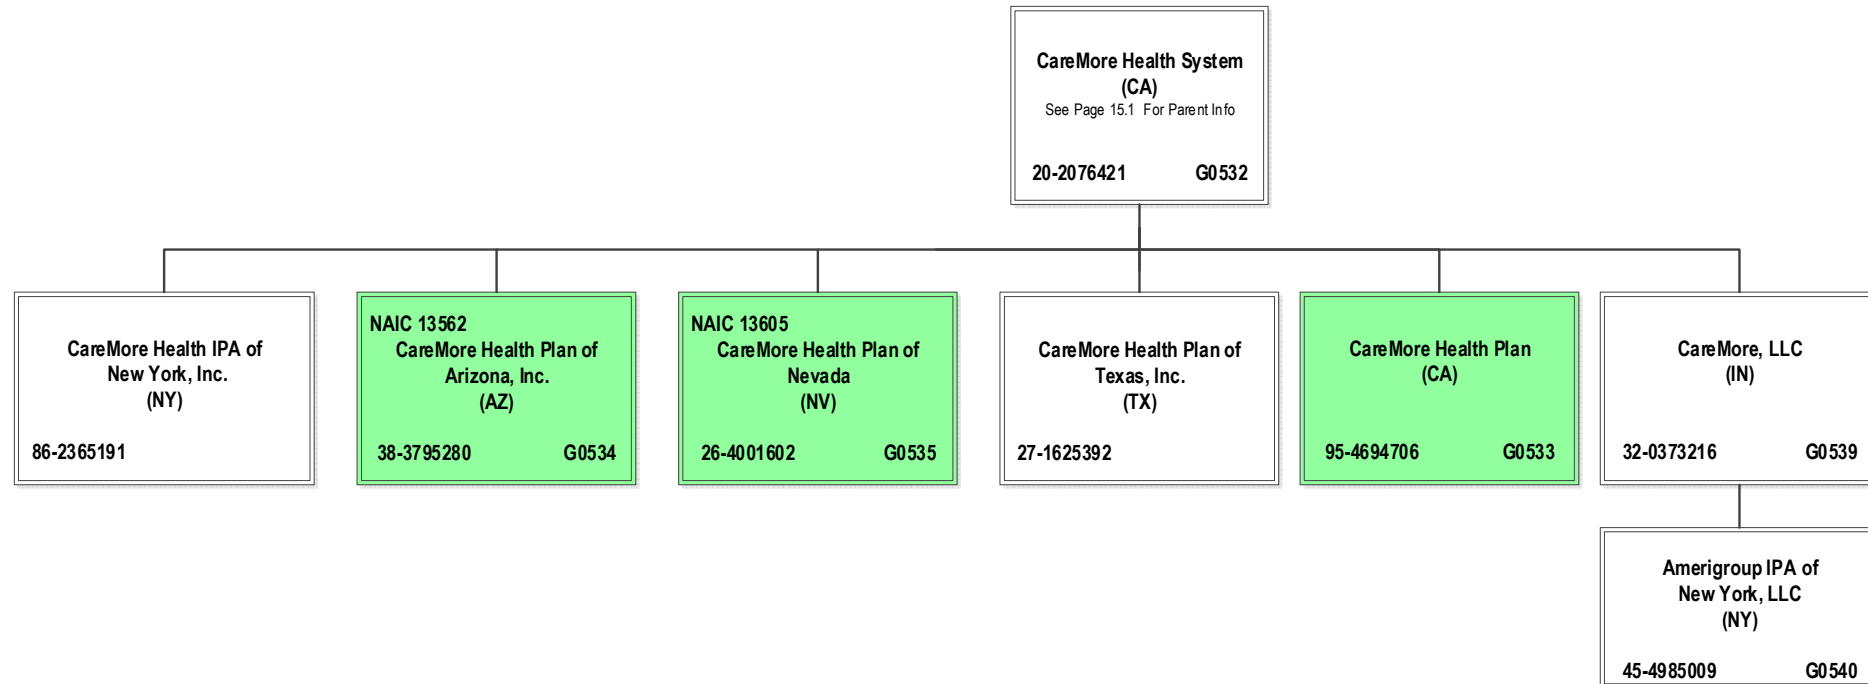 CareMore Health System
(CA)
See Page 15.1 For Parent Info
20-2076421 G0532
CareMore Health IPA of
New York, Inc.
(NY)
86-2365191
NAIC 13562
CareMore Health Plan of
Arizona, Inc.
(AZ)
38-3795280 G0534
NAIC 13605
CareMore Health Plan of
Nevada
(NV)
26-4001602 G0535
CareMore Health Plan of
Texas, Inc.
(TX)
27-1625392
CareMore Health Plan
(CA)
95-4694706 G0533
CareMore, LLC
(IN)
32-0373216 G0539
Amerigroup IPA of
New York, LLC
(NY)
45-4985009 G0540